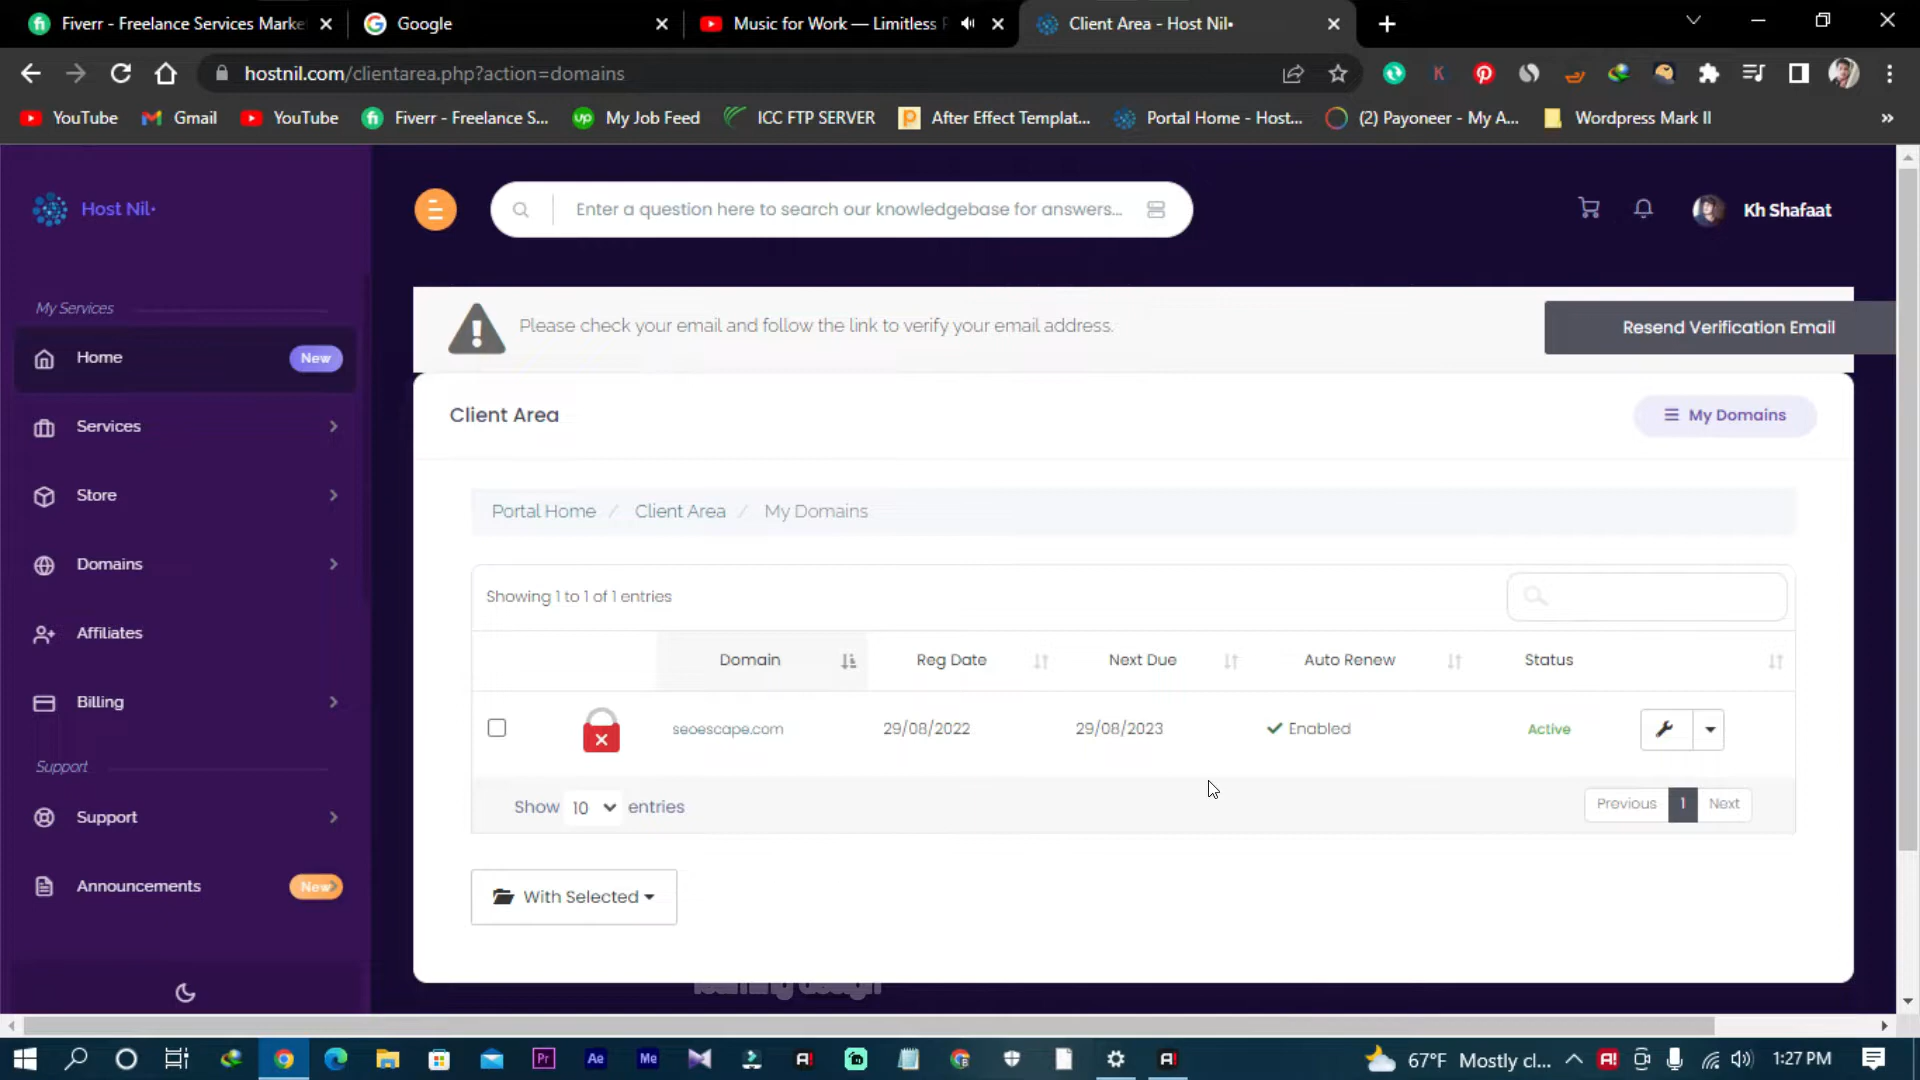 Fiverr - Freelance Services Marke
Google
Music for Work — Limitless P
Client Area - Host Nil•
hostnil.com/clientarea.php?action=domains
YouTube
Gmail
YouTube
Fiverr - Freelance S...
My Job Feed
ICC FTP SERVER
After Effect Templat...
Portal Home - Host...
(2) Payoneer - My A...
Wordpress Mark II
»
Host Nil•
Enter a question here to search our knowledgebase for answers...
Kh Shafaat
My Services
Home
New
Services
Store
Domains
Affiliates
Billing
Support
Support
Announcements
New
Please check your email and follow the link to verify your email address.
Resend Verification Email
Client Area
My Domains
Portal Home / Client Area / My Domains
Showing 1 to 1 of 1 entries
Domain Reg Date Next Due Auto Renew Status
seoescape.com 29/08/2022 29/08/2023 Enabled Active
Show 10 entries
Previous 1 Next
With Selected
learning design
67°F Mostly cl...
1:27 PM